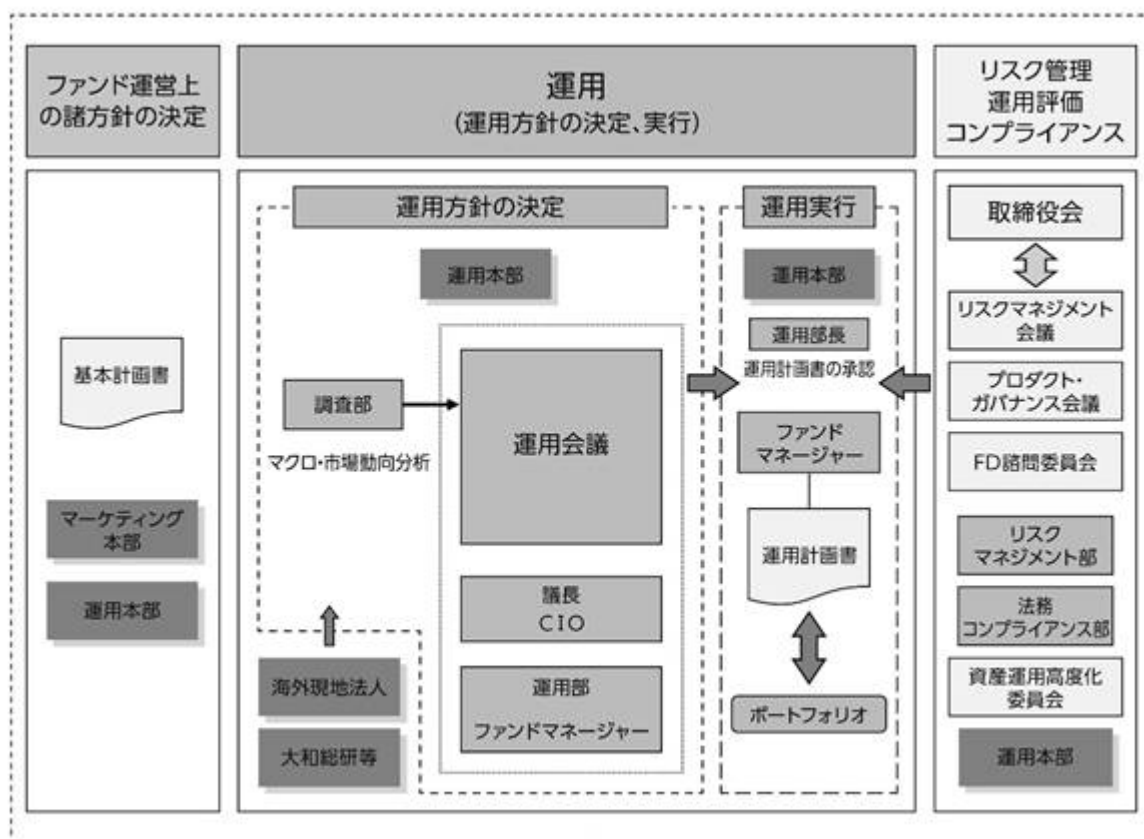 ファンド運営上
の諸方針の決定
運用
(運用方針の決定、実行)
リスク管理
運用評価
コンプライアンス
基本計画書
マーケティング
本部
運用本部
運用方針の決定
運用本部
調査部
マクロ・市場動向分析
運用会議
議長
CIO
運用部
ファンドマネージャー
海外現地法人
大和総研等
運用実行
運用本部
運用部長
運用計画書の承認
ファンド
マネージャー
運用計画書
ポートフォリオ
取締役会
リスクマネジメント
会議
プロダクト・
ガバナンス会議
FD諮問委員会
リスク
マネジメント部
法務
コンプライアンス部
資産運用高度化
委員会
運用本部